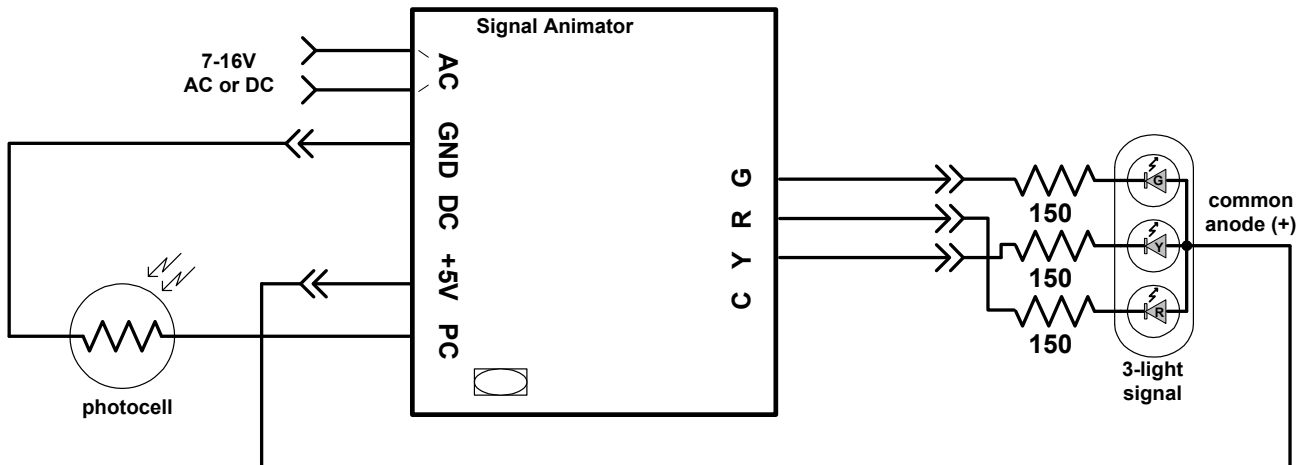 Signal Animator
7-16V
AC or DC
AC
GND
DC
+5V
PC
G
R
Y
C
150
150
150
G
Y
R
common
anode (+)
3-light
signal
photocell